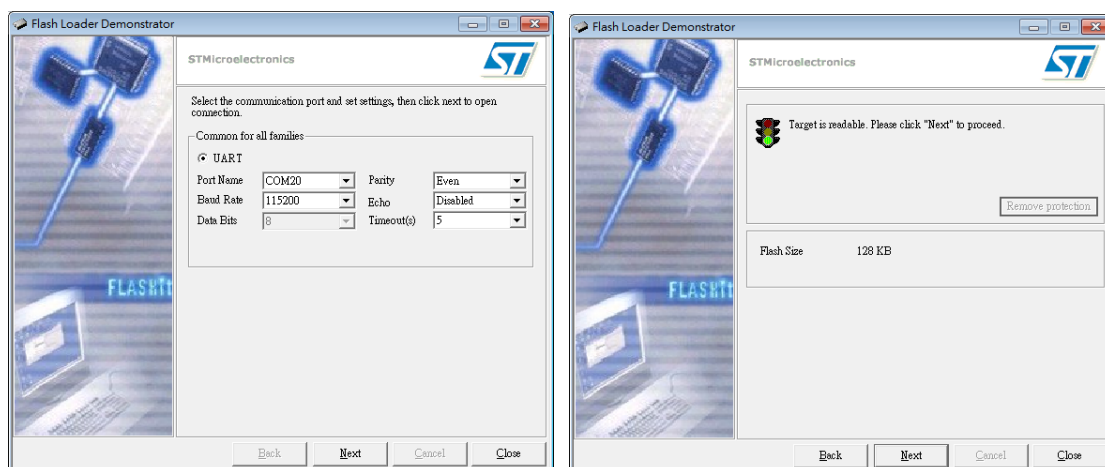 Flash Loader Demonstrator
STMicroelectronics
ST
Select the communication port and set settings, then click next to open
connection.
Common for all families
UART
Port Name COM20 Parity Even
Baud Rate 115200 Echo Disabled
Data Bits 8 Timeout(s) 5
Back Next Cancel Close
Flash Loader Demonstrator
STMicroelectronics
ST
Target is readable. Please click "Next" to proceed.
Remove protection
Flash Size 128 KB
Back Next Cancel Close